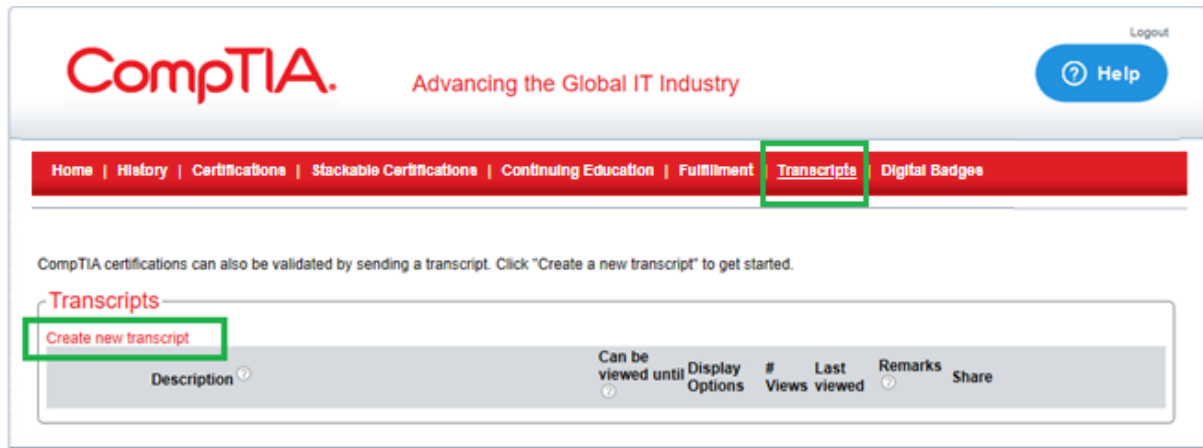 Logout
CompTIA.
Advancing the Global IT Industry
Help
Home | History | Certifications | Stackable Certifications | Continuing Education | Fulfillment | Transcripts | Digital Badges
CompTIA certifications can also be validated by sending a transcript. Click "Create a new transcript" to get started.
Transcripts
Create new transcript
Description
Can be
viewed until
Display
Options
#
Views
Last
viewed
Remarks
Share